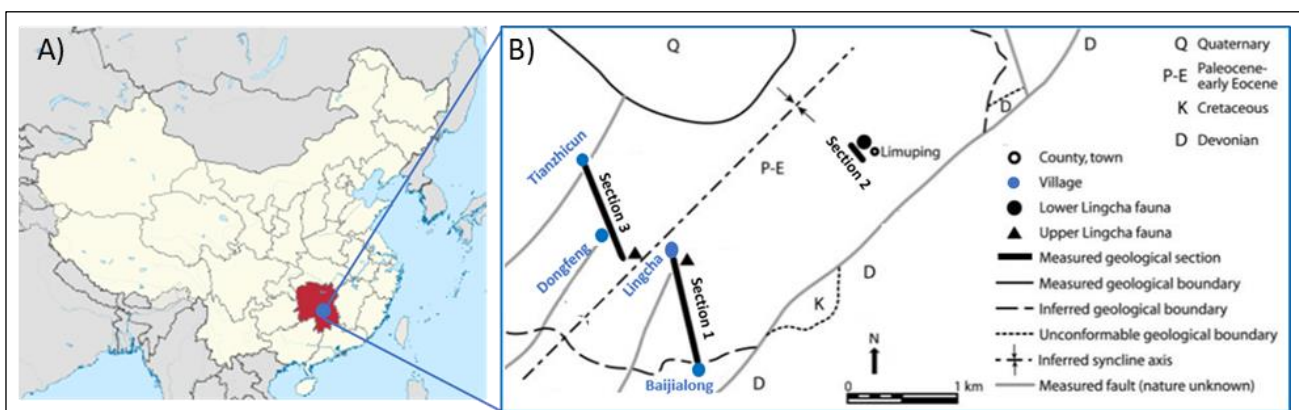 A)
B)
Q
D
D
Q Quaternary
P-E Paleocene-
early Eocene
K Cretaceous
D Devonian
County, town
Village
Lower Lingcha fauna
Upper Lingcha fauna
Measured geological section
Measured geological boundary
Inferred geological boundary
Unconformable geological boundary
Inferred syncline axis
Measured fault (nature unknown)
D
Tianzhicun
Section 3
Dongfeng
P-E
Section 2
Limuping
Lingcha
Section 1
D
D
K
D
Baijialong
N
0 1 km